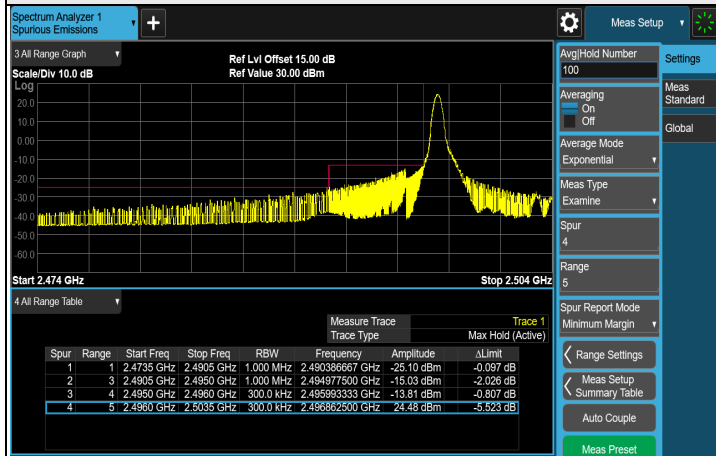 Spectrum Analyzer 1
Spurious Emissions
+
Meas Setup
3 All Range Graph
Scale/Div 10.0 dB
Ref Lvl Offset 15.00 dB
Ref Value 30.00 dBm
Log
20.0
10.0
0.00
-10.0
-20.0
-30.0
-40.0
-50.0
-60.0
Start 2.474 GHz
Stop 2.504 GHz
4 All Range Table
Measure Trace Trace 1
Trace Type Max Hold (Active)
Spur Range Start Freq Stop Freq RBW Frequency Amplitude ΔLimit
1 1 2.4735 GHz 2.4905 GHz 1.000 MHz 2.490386667 GHz -25.10 dBm -0.097 dB
2 3 2.4905 GHz 2.4950 GHz 1.000 MHz 2.494977500 GHz -15.03 dBm -2.026 dB
3 4 2.4950 GHz 2.4960 GHz 300.0 kHz 2.495993333 GHz -13.81 dBm -0.807 dB
4 5 2.4960 GHz 2.5035 GHz 300.0 kHz 2.496862500 GHz 24.48 dBm -5.523 dB
Avg|Hold Number
100
Averaging
On
Off
Average Mode
Exponential
Meas Type
Examine
Spur
4
Range
5
Spur Report Mode
Minimum Margin
Range Settings
Meas Setup
Summary Table
Auto Couple
Meas Preset
Settings
Meas
Standard
Global